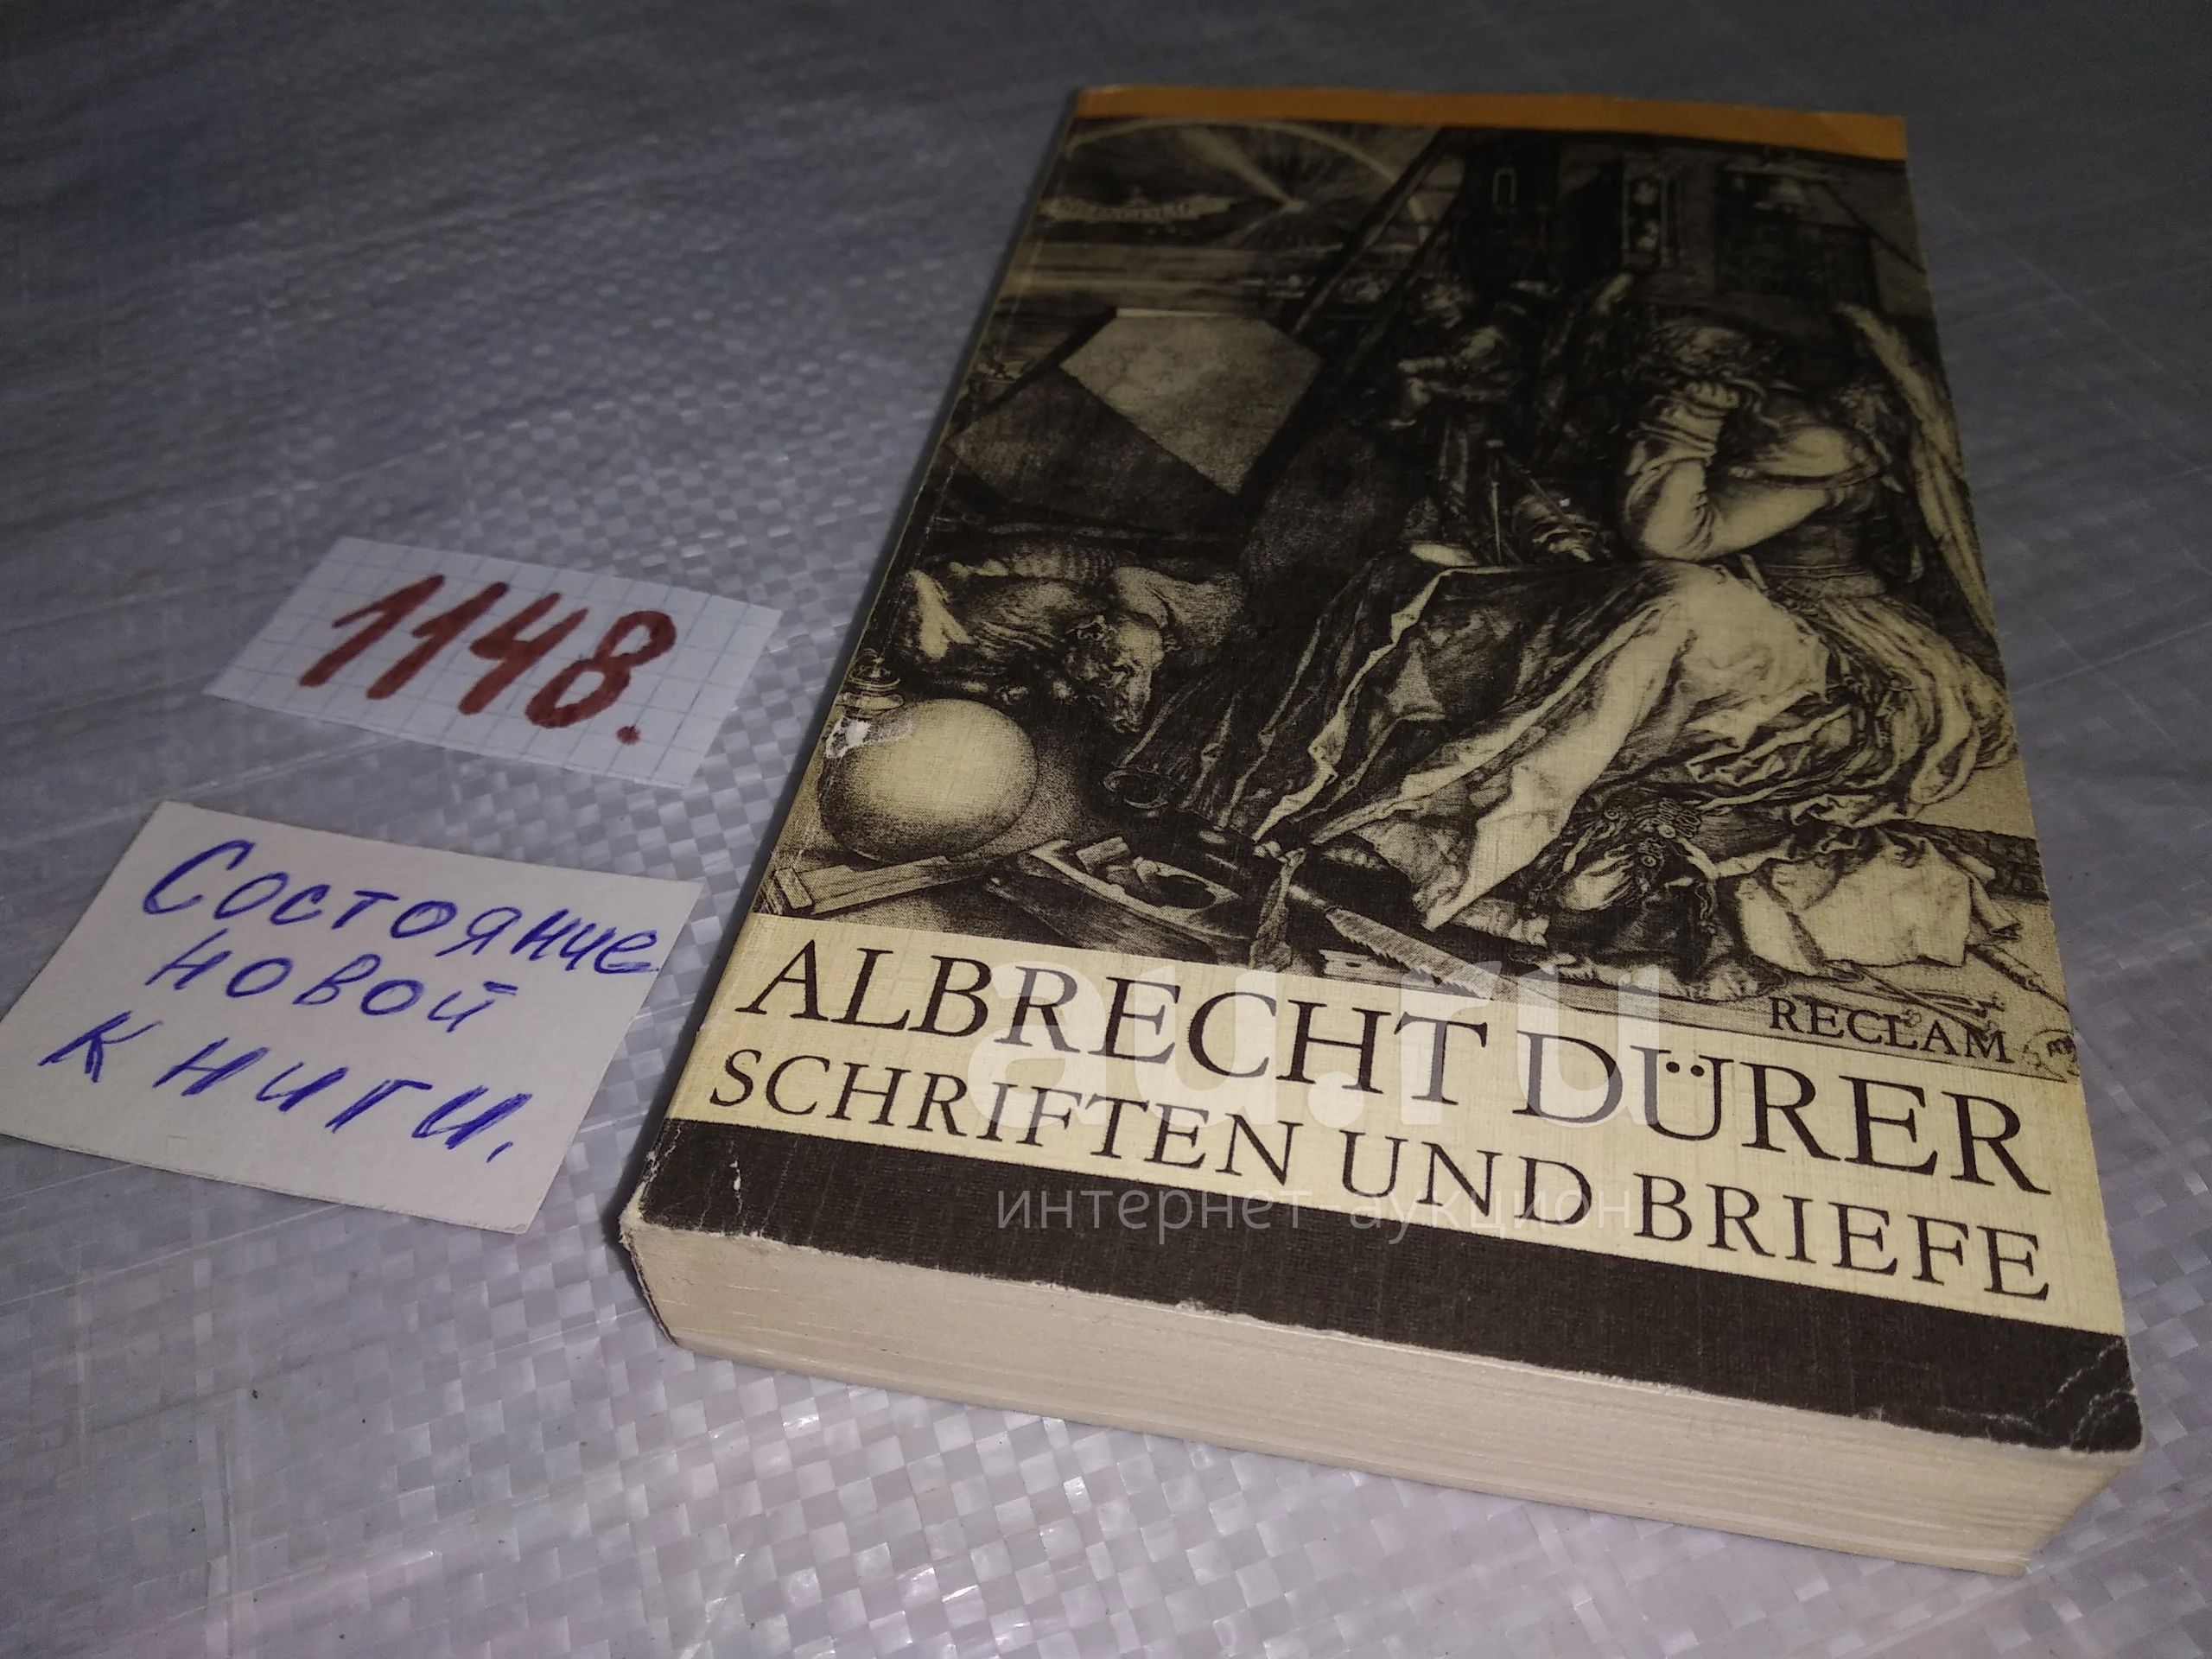 1148.
Состояние
новой
книги.
RECLAM
ALBRECHT DÜRER
SCHRIFTEN UND BRIEFE
au.ru
интернет аукцион